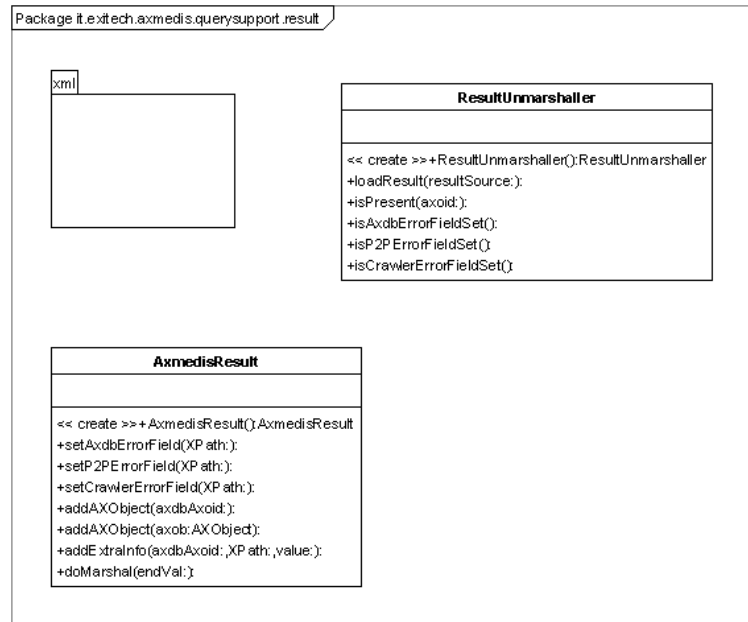 Package it.exitech.axmedis.querysupport.result
xml
ResultUnmarshaller
<< create >>+ResultUnmarshaller():ResultUnmarshaller
+loadResult(resultSource:):
+isPresent(axoid:):
+isAxdbErrorFieldSet():
+isP2PErrorFieldSet():
+isCrawlerErrorFieldSet():
AxmedisResult
<< create >>+AxmedisResult():AxmedisResult
+setAxdbErrorField(XPath:):
+setP2PErrorField(XPath:):
+setCrawlerErrorField(XPath:):
+addAXObject(axdbAxoid:):
+addAXObject(axob:AXObject):
+addExtraInfo(axdbAxoid:,XPath:,value:):
+doMarshal(endVal:):